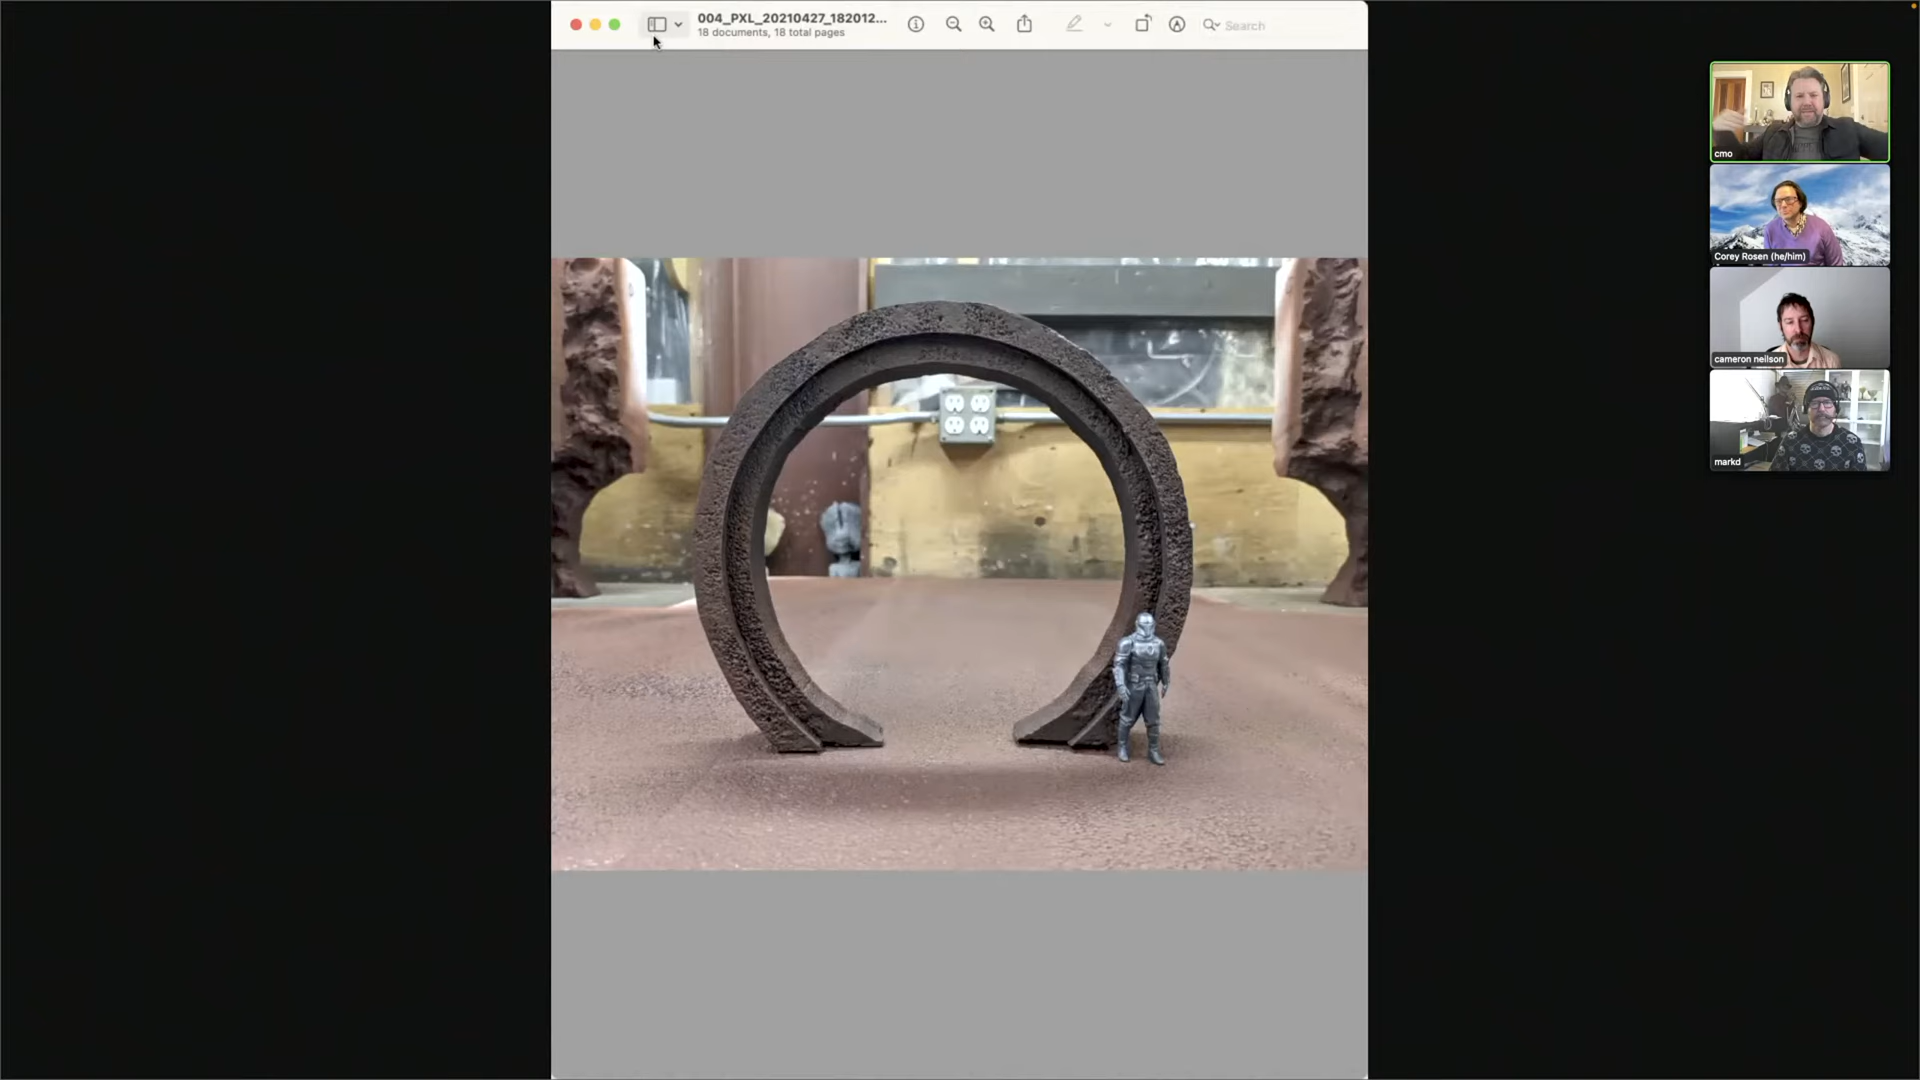 004_PXL_20210427_182012...
18 documents, 18 total pages
Search
cmo
Corey Rosen (he/him)
cameron neilson
markd